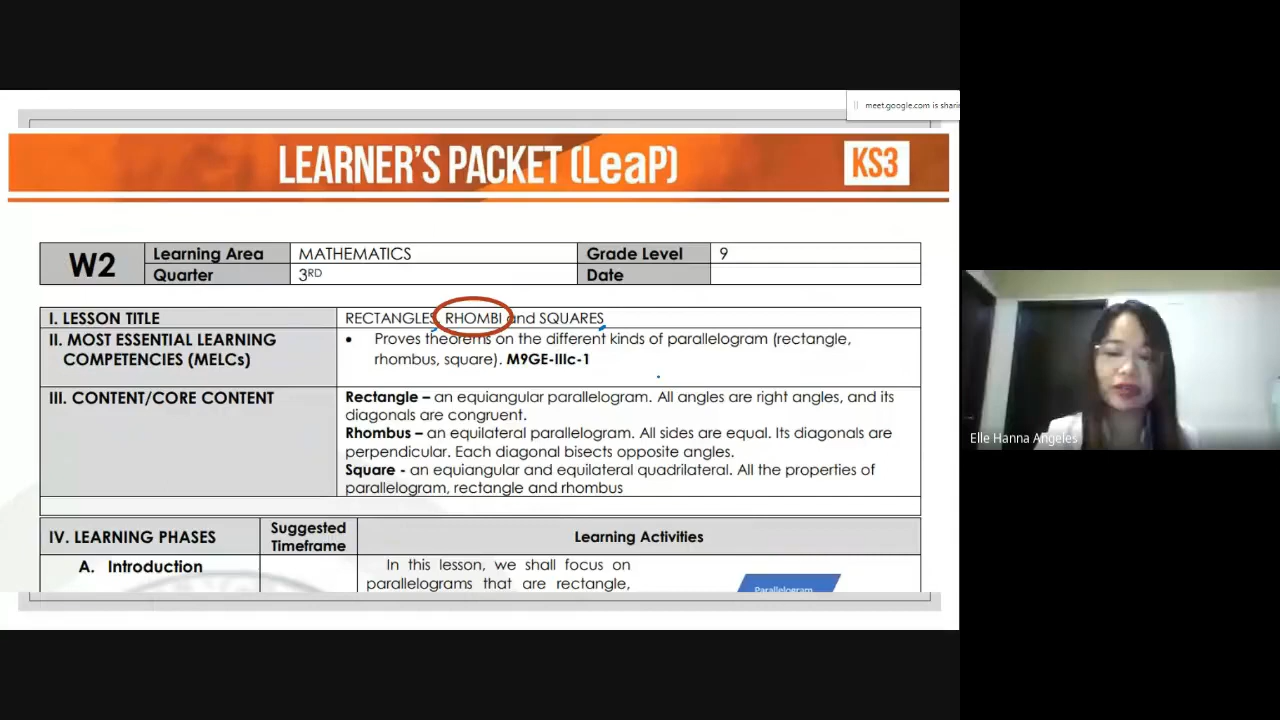 meet.google.com is sharin
LEARNER'S PACKET (LeaP)
KS3
W2
Learning Area
MATHEMATICS
Grade Level
9
Quarter
3RD
Date
I. LESSON TITLE
RECTANGLES, RHOMBI and SQUARES
II. MOST ESSENTIAL LEARNING
COMPETENCIES (MELCs)
• Proves theorems on the different kinds of parallelogram (rectangle,
rhombus, square). M9GE-IIIc-1
III. CONTENT/CORE CONTENT
Rectangle – an equiangular parallelogram. All angles are right angles, and its
diagonals are congruent.
Rhombus – an equilateral parallelogram. All sides are equal. Its diagonals are
perpendicular. Each diagonal bisects opposite angles.
Square - an equiangular and equilateral quadrilateral. All the properties of
parallelogram, rectangle and rhombus
IV. LEARNING PHASES
Suggested
Timeframe
Learning Activities
A. Introduction
In this lesson, we shall focus on
parallelograms that are rectangle,
Parallelogram
Elle Hanna Angeles